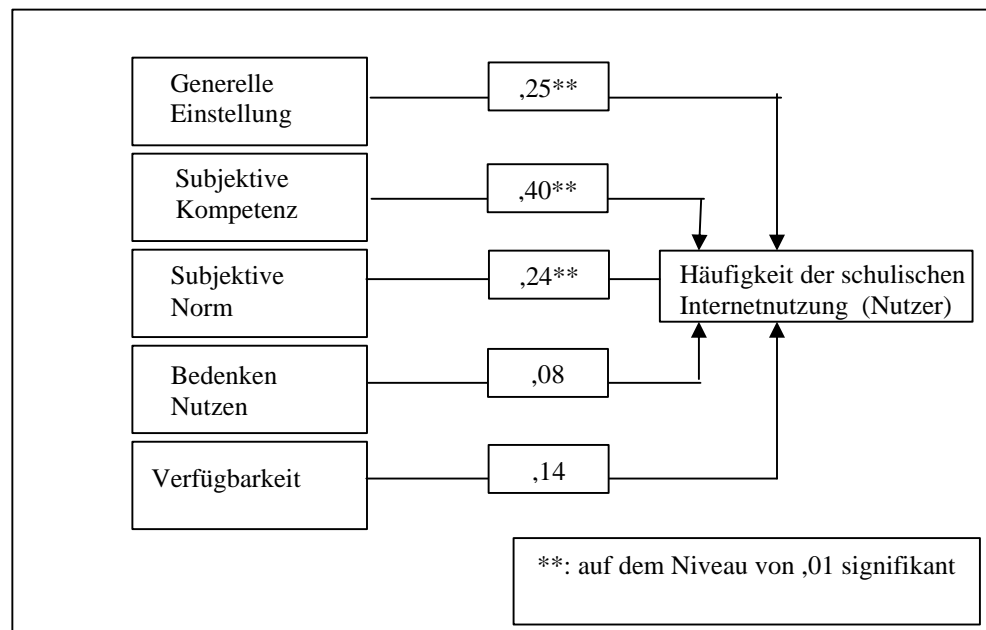 Generelle
Einstellung
,25**
Subjektive
Kompetenz
,40**
Subjektive
Norm
,24**
Häufigkeit der schulischen
Internetnutzung (Nutzer)
Bedenken
Nutzen
,08
Verfügbarkeit
,14
**: auf dem Niveau von ,01 signifikant